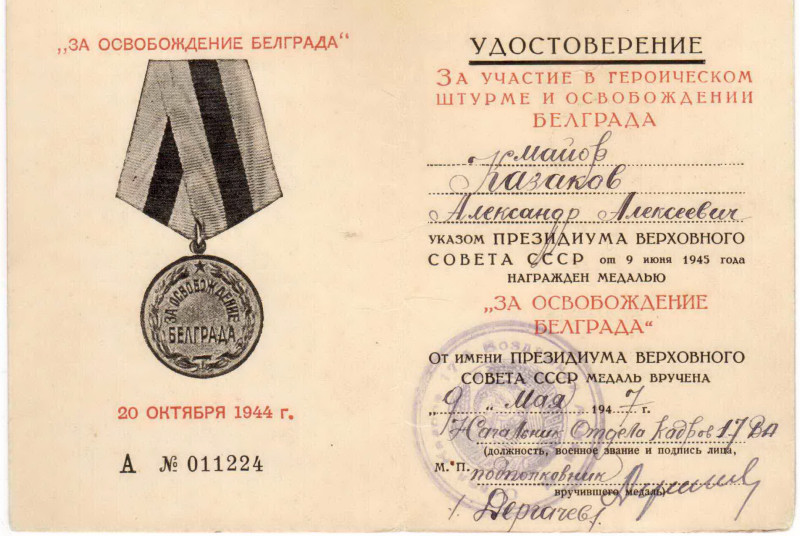 „ЗА ОСВОБОЖДЕНИЕ БЕЛГРАДА“
ЗА ОСВОБОЖДЕНИЕ
БЕЛГРАДА
20 ОКТЯБРЯ 1944 г.
А № 011224
УДОСТОВЕРЕНИЕ
ЗА УЧАСТИЕ В ГЕРОИЧЕСКОМ
ШТУРМЕ И ОСВОБОЖДЕНИИ
БЕЛГРАДА
майор
Казаков
Александр Алексеевич
УКАЗОМ ПРЕЗИДИУМА ВЕРХОВНОГО
СОВЕТА СССР от 9 июня 1945 года
НАГРАЖДЕН МЕДАЛЬЮ
„ЗА ОСВОБОЖДЕНИЕ
БЕЛГРАДА“
От имени ПРЕЗИДИУМА ВЕРХОВНОГО
СОВЕТА СССР МЕДАЛЬ ВРУЧЕНА
„9 “ Мая 1947 г.
Начальник Отдела Кадров 17 ВА
(должность, военное звание и подпись лица,
М. П. подполковник
вручившего медаль)
/Дергачев/